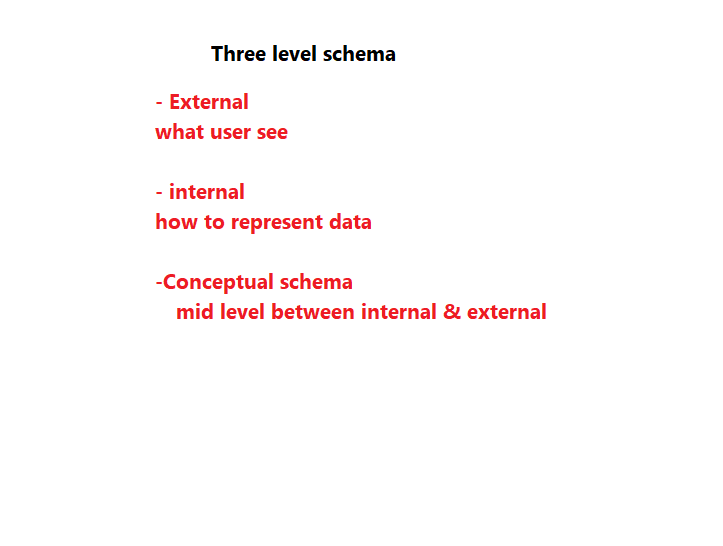 Three level schema
- External
what user see
- internal
how to represent data
-Conceptual schema
mid level between internal & external